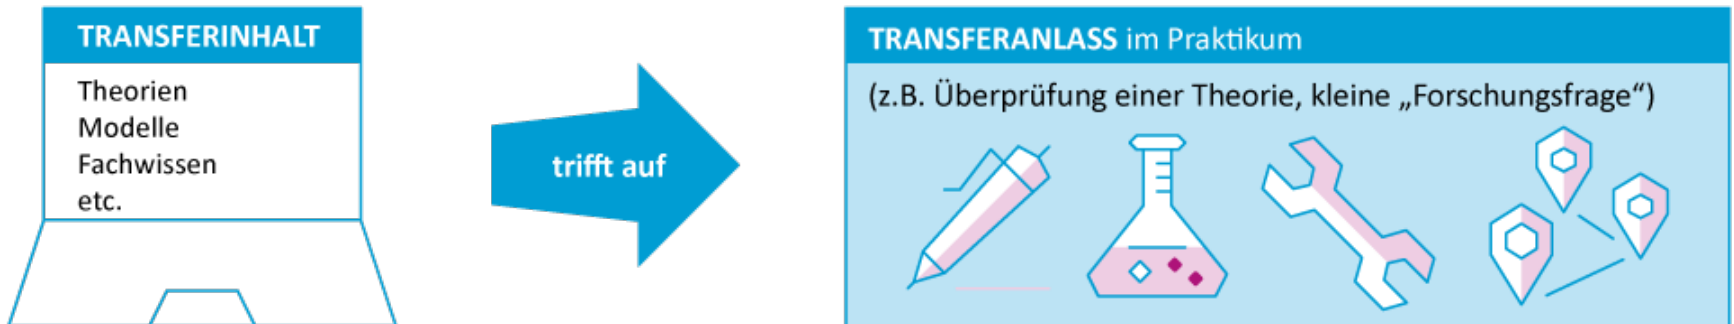 TRANSFERINHALT
Theorien
Modelle
Fachwissen
etc.
trifft auf
TRANSFERANLASS im Praktikum
(z.B. Überprüfung einer Theorie, kleine „Forschungsfrage“)